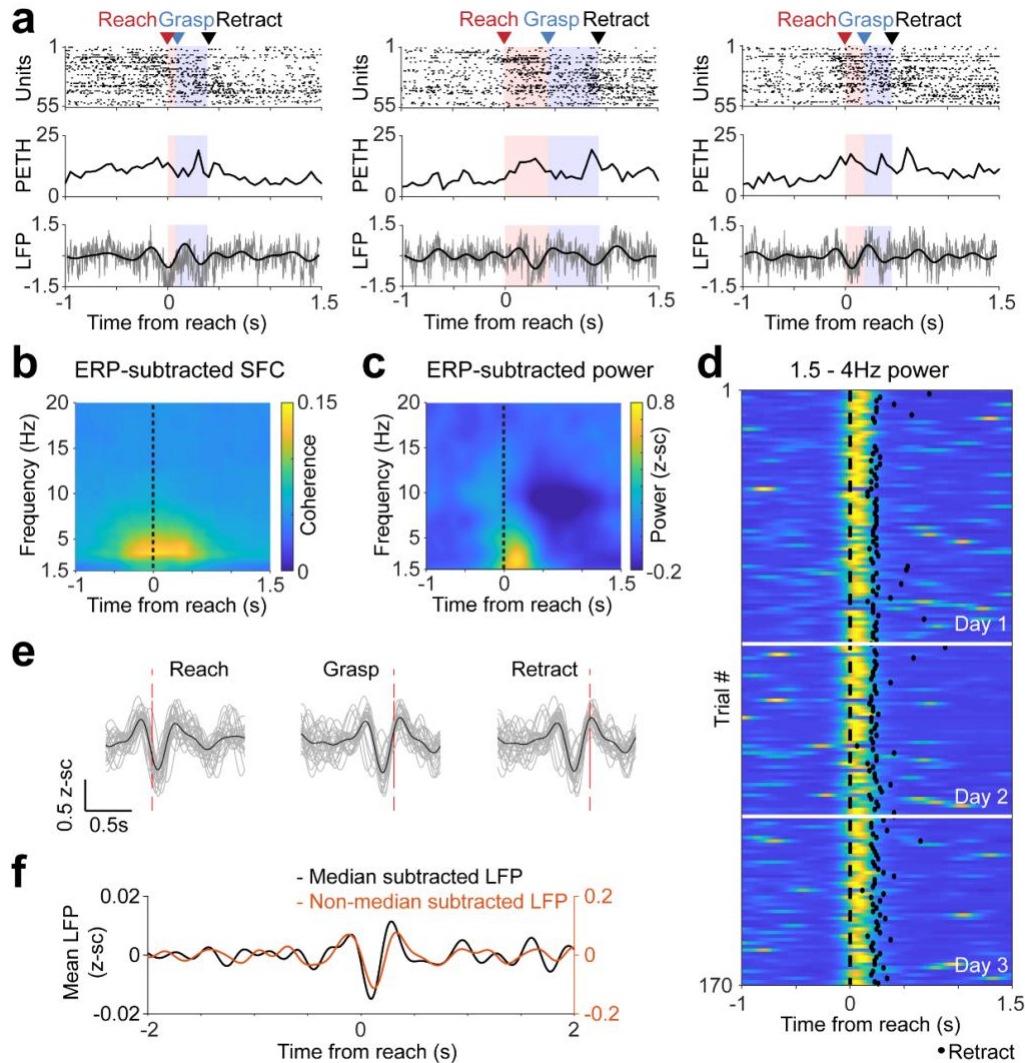 a
Reach Grasp Retract
Reach Grasp Retract
Reach Grasp Retract
Units
1
55
Units
1
55
Units
1
55
PETH
25
0
PETH
25
0
PETH
25
0
LFP
1.5
-1.5
LFP
1.5
-1.5
LFP
1.5
-1.5
-1 0 1.5
-1 0 1.5
-1 0 1.5
Time from reach (s)
Time from reach (s)
Time from reach (s)
b
ERP-subtracted SFC
Frequency (Hz)
20
15
10
5
1.5
-1 0 1.5
Time from reach (s)
0.15
0
Coherence
c
ERP-subtracted power
Frequency (Hz)
20
15
10
5
1.5
-1 0 1.5
Time from reach (s)
0.8
-0.2
Power (z-sc)
d
1.5 - 4Hz power
1
Trial #
170
Day 1
Day 2
Day 3
-1 0 1.5
Time from reach (s)
• Retract
e
Reach Grasp Retract
0.5 z-sc
0.5s
f
- Median subtracted LFP
- Non-median subtracted LFP
Mean LFP
(z-sc)
0.02
0
-0.02
0.2
0
-0.2
-2 0 2
Time from reach (s)